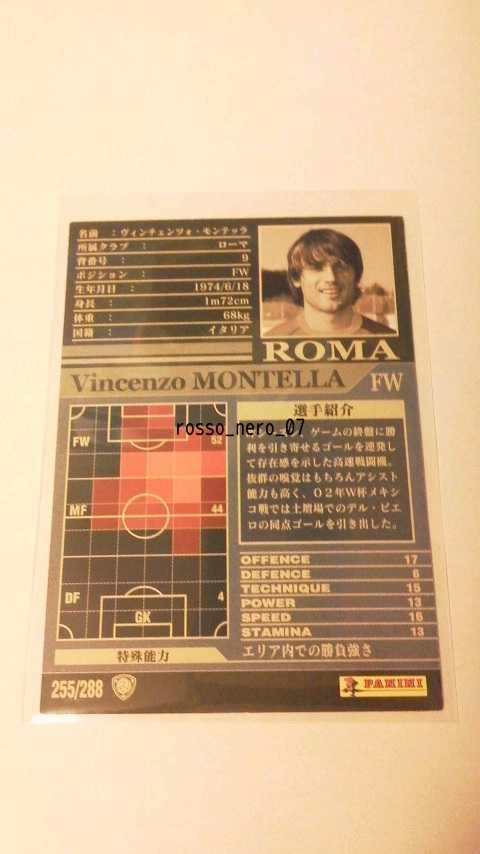 名前 ： ヴィンチェンツォ・モンテッラ
所属クラブ ： ローマ
背番号 ： 9
ポジション ： FW
生年月日 ： 1974/6/18
身長 ： 1m72cm
体重 ： 68kg
国籍 ： イタリア
ROMA
Vincenzo MONTELLA FW
FW 52
MF 44
DF 4
GK
特殊能力
選手紹介
rosso_nero_07
ゲームの終盤に勝
利を引き寄せるゴールを連発し
て存在感を示した高速戦闘機。
抜群の嗅覚はもちろんアシスト
能力も高く、02年W杯メキシ
コ戦では土壇場でのデル・ピエ
ロの同点ゴールを引き出した。
OFFENCE 17
DEFENCE 6
TECHNIQUE 15
POWER 13
SPEED 16
STAMINA 13
エリア内での勝負強さ
255/288
PANINI